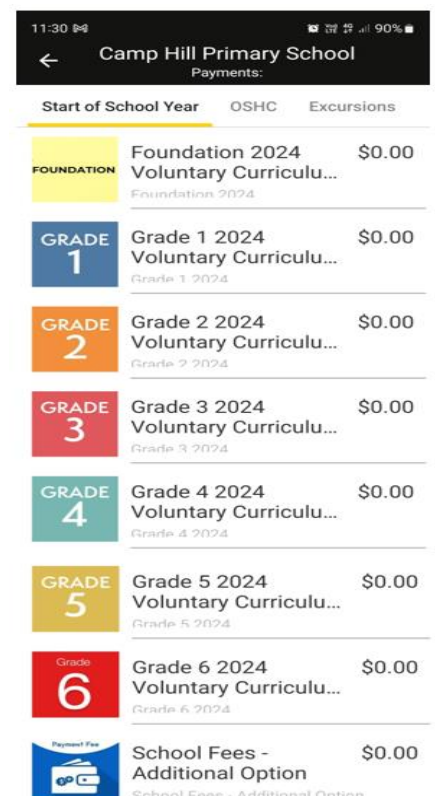 11:30 90%
Camp Hill Primary School
Payments:
Start of School Year OSHC Excursions
FOUNDATION
Foundation 2024 $0.00
Voluntary Curriculu...
Foundation 2024
GRADE
1
Grade 1 2024 $0.00
Voluntary Curriculu...
Grade 1 2024
GRADE
2
Grade 2 2024 $0.00
Voluntary Curriculu...
Grade 2 2024
GRADE
3
Grade 3 2024 $0.00
Voluntary Curriculu...
Grade 3 2024
GRADE
4
Grade 4 2024 $0.00
Voluntary Curriculu...
Grade 4 2024
GRADE
5
Grade 5 2024 $0.00
Voluntary Curriculu...
Grade 5 2024
Grade
6
Grade 6 2024 $0.00
Voluntary Curriculu...
Grade 6 2024
Payment Fee
School Fees - $0.00
Additional Option
School Fees - Additional Option